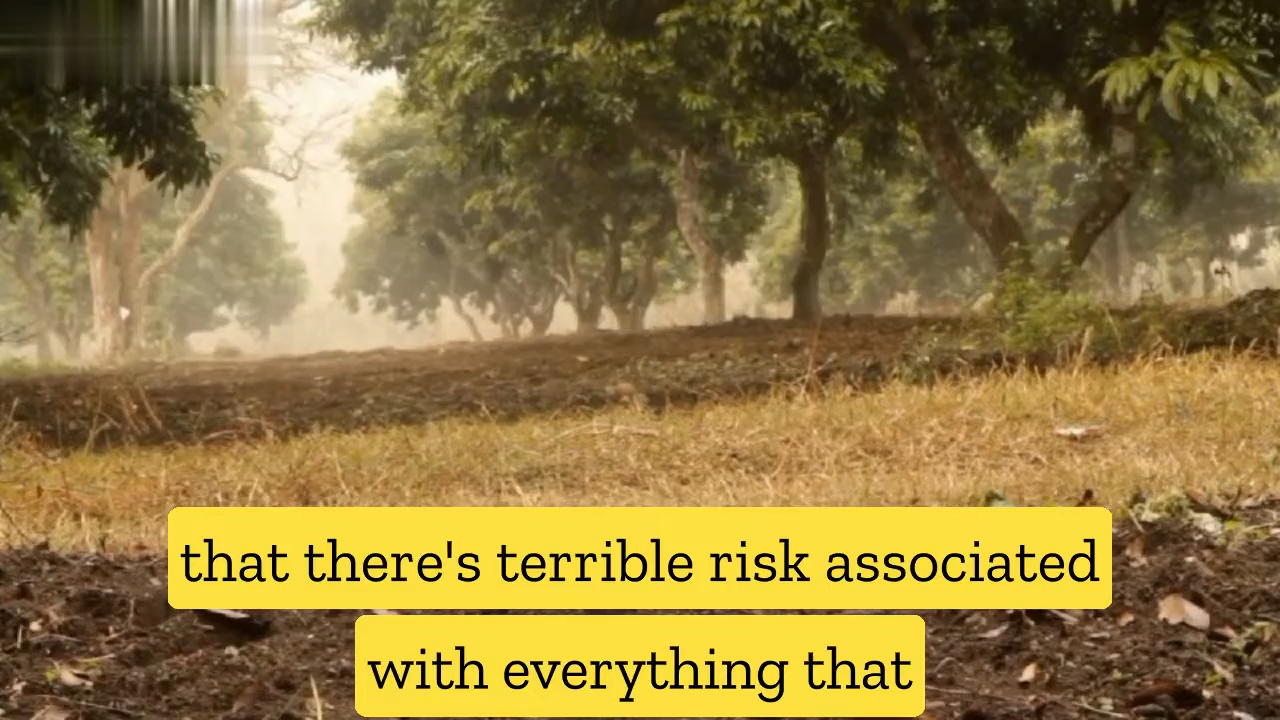 that there's terrible risk associated
with everything that